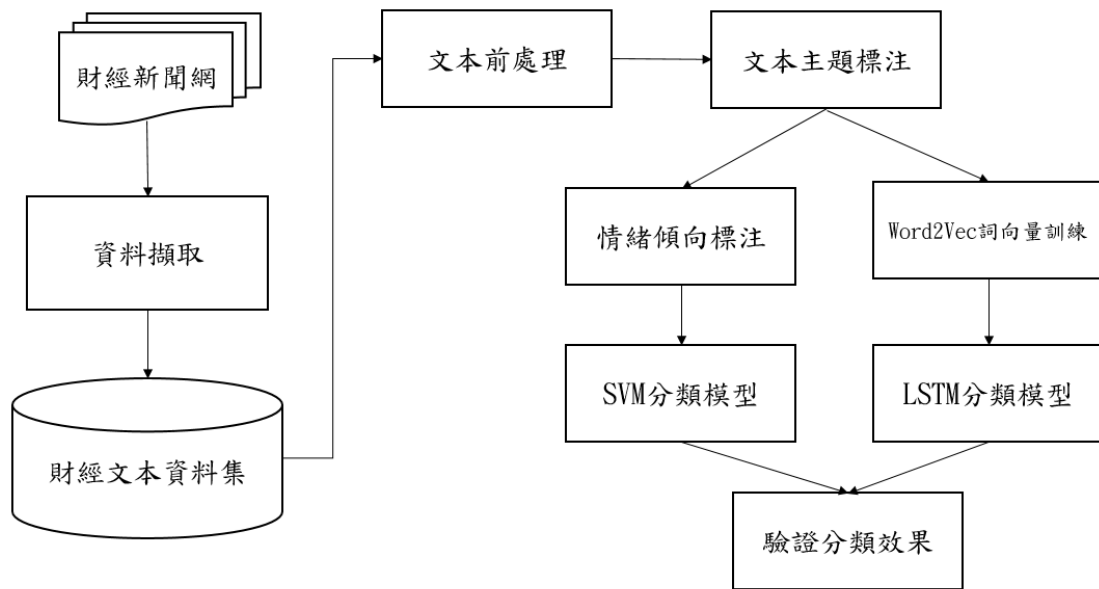 財經新聞網
資料擷取
財經文本資料集
文本前處理
文本主題標注
情緒傾向標注
Word2Vec詞向量訓練
SVM分類模型
LSTM分類模型
驗證分類效果